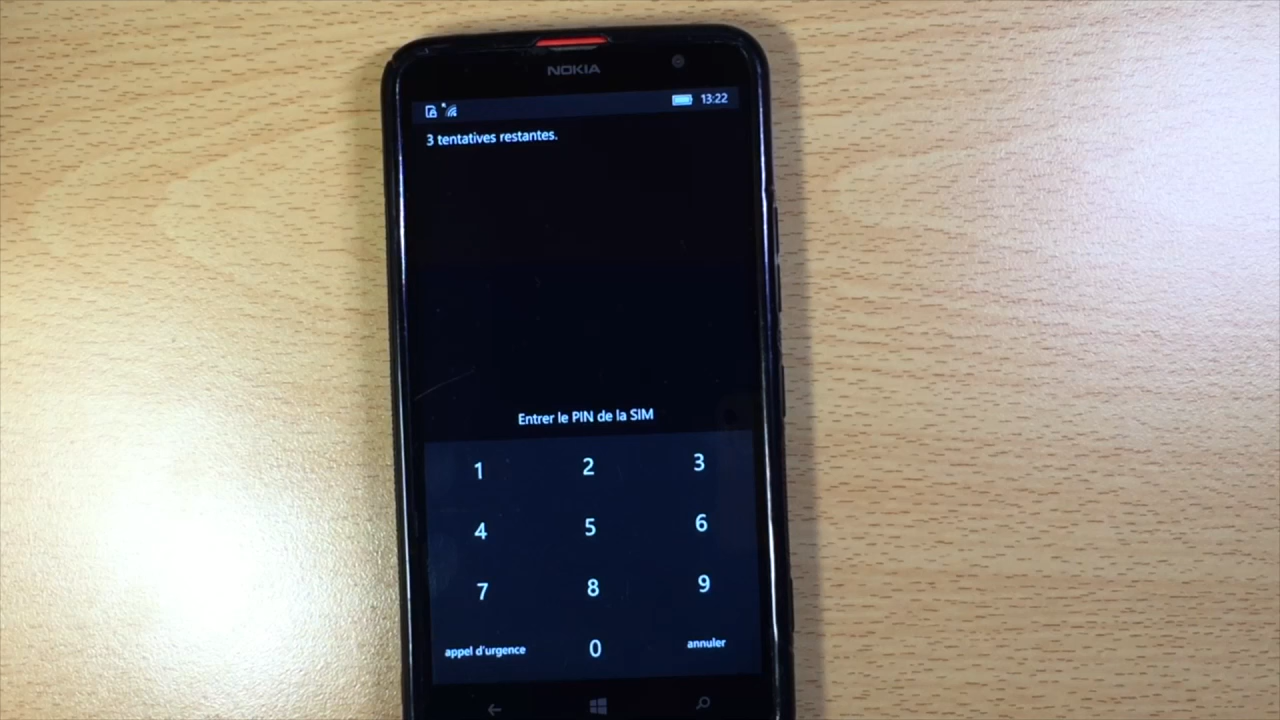 NOKIA
13:22
3 tentatives restantes.
Entrer le PIN de la SIM
1 2 3
4 5 6
7 8 9
appel d'urgence 0 annuler